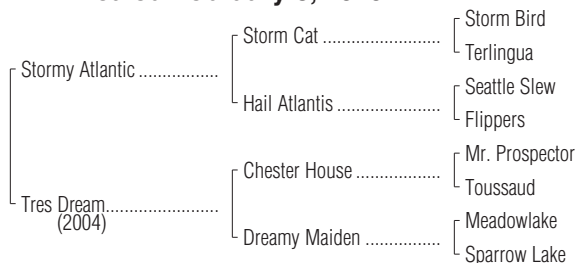 Storm Bird
Storm Cat ........................
Terlingua
Stormy Atlantic .................
Seattle Slew
Hail Atlantis .....................
Flippers
Mr. Prospector
Chester House .................
Toussaud
Tres Dream........................
(2004)
Meadowlake
Dreamy Maiden ...............
Sparrow Lake